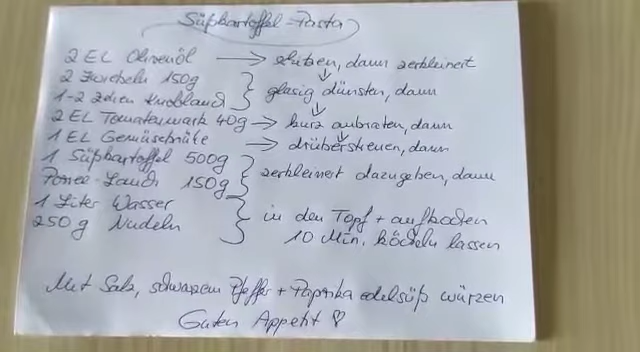 Süßkartoffel-Pasta
2 EL Olivenöl → erhitzen, dann zerkleinert
2 Zwiebeln 150g
1-2 Zehen Knoblauch } glasig dünsten, dann
2 EL Tomatenmark 40g → kurz anbraten, dann
1 EL Gemüsebrühe → drüberstreuen, dann
1 Süßkartoffel 500g
150g } zerkleinert dazugeben, dann
1 Liter Wasser
250g Nudeln } in den Topf + aufkochen
10 Min. köcheln lassen
Mit Salz, schwarzem Pfeffer + Paprika edelsüß würzen
Guten Appetit ♡